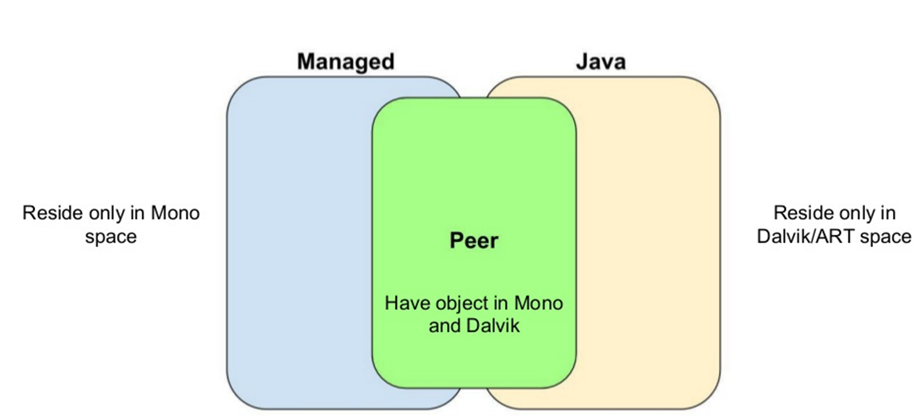 Managed
Java
Reside only in Mono
space
Peer
Have object in Mono
and Dalvik
Reside only in
Dalvik/ART space